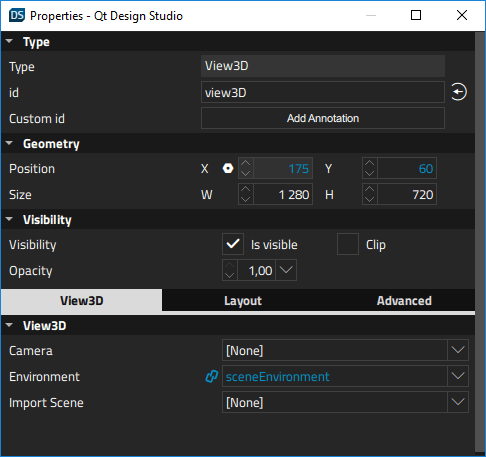 DS Properties - Qt Design Studio
Type
Type View3D
id view3D
Custom id Add Annotation
Geometry
Position X 175 Y 60
Size W 1 280 H 720
Visibility
Visibility Is visible Clip
Opacity 1,00
View3D Layout Advanced
View3D
Camera [None]
Environment sceneEnvironment
Import Scene [None]